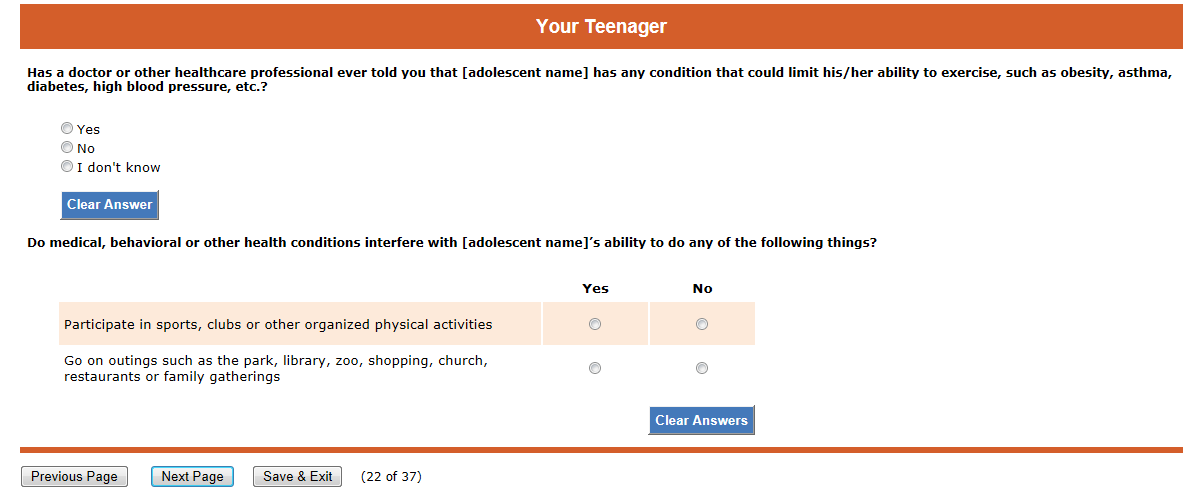 Your Teenager
Has a doctor or other healthcare professional ever told you that [adolescent name] has any condition that could limit his/her ability to exercise, such as obesity, asthma,
diabetes, high blood pressure, etc.?
Yes
No
I don't know
Clear Answer
Do medical, behavioral or other health conditions interfere with [adolescent name]’s ability to do any of the following things?
Yes No
Participate in sports, clubs or other organized physical activities
Go on outings such as the park, library, zoo, shopping, church,
restaurants or family gatherings
Clear Answers
Previous Page Next Page Save & Exit (22 of 37)